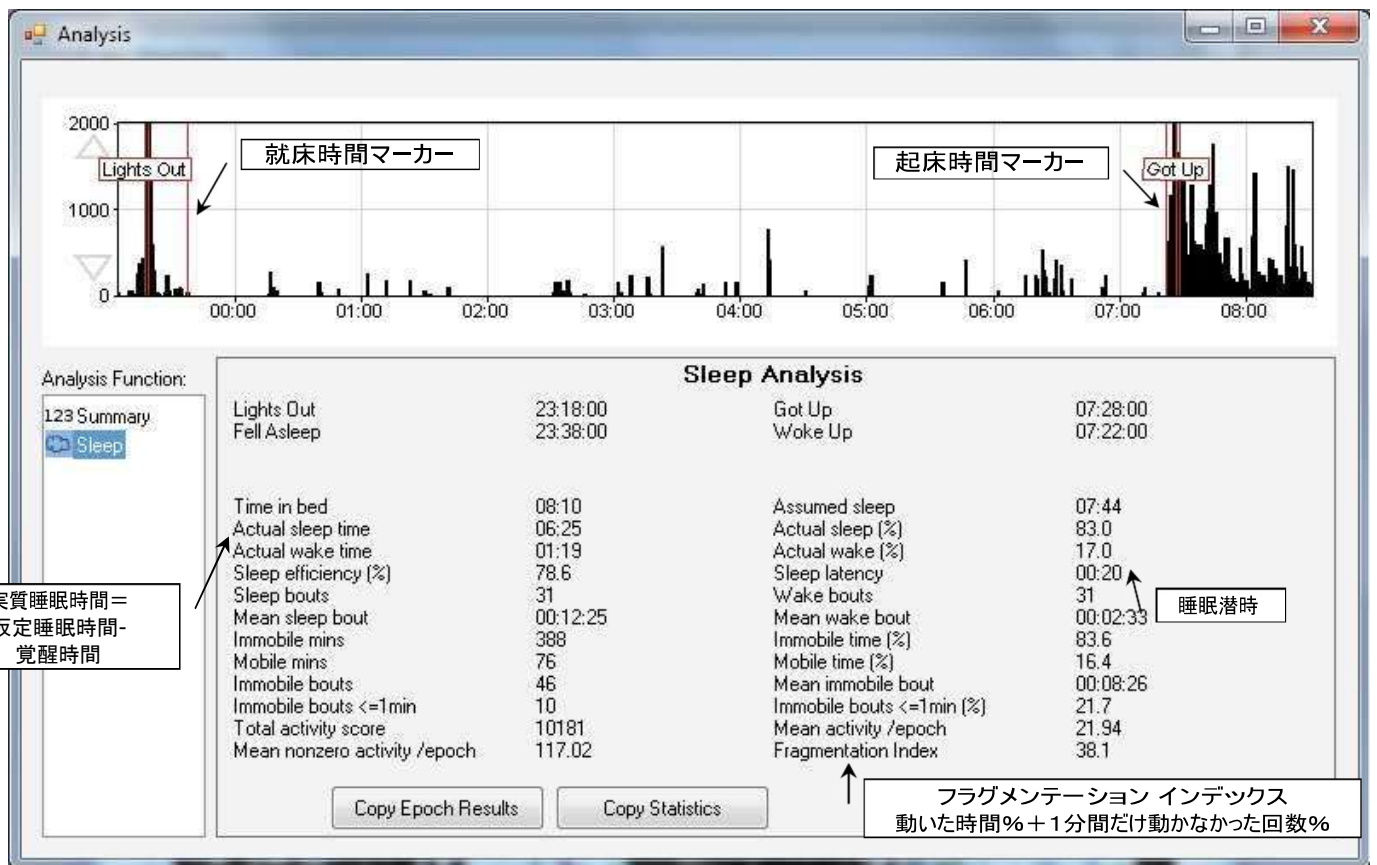 Analysis
2000
Lights Out
就床時間マーカー
起床時間マーカー
Got Up
1000
0
00:00 01:00 02:00 03:00 04:00 05:00 06:00 07:00 08:00
Analysis Function:
123 Summary
Sleep
Sleep Analysis
Lights Out 23:18:00 Got Up 07:28:00
Fell Asleep 23:38:00 Woke Up 07:22:00
Time in bed 08:10 Assumed sleep 07:44
Actual sleep time 06:25 Actual sleep (%) 83.0
Actual wake time 01:19 Actual wake (%) 17.0
Sleep efficiency (%) 78.6 Sleep latency 00:20
Sleep bouts 31 Wake bouts 31
Mean sleep bout 00:12:25 Mean wake bout 00:02:33
Immobile mins 388 Immobile time (%) 83.6
Mobile mins 76 Mobile time (%) 16.4
Immobile bouts 46 Mean immobile bout 00:08:26
Immobile bouts <=1min 10 Immobile bouts <=1min (%) 21.7
Total activity score 10181 Mean activity /epoch 21.94
Mean nonzero activity /epoch 117.02 Fragmentation Index 38.1
実質睡眠時間＝
仮定睡眠時間-
覚醒時間
睡眠潜時
Copy Epoch Results
Copy Statistics
フラグメンテーション インデックス
動いた時間%＋１分間だけ動かなかった回数%